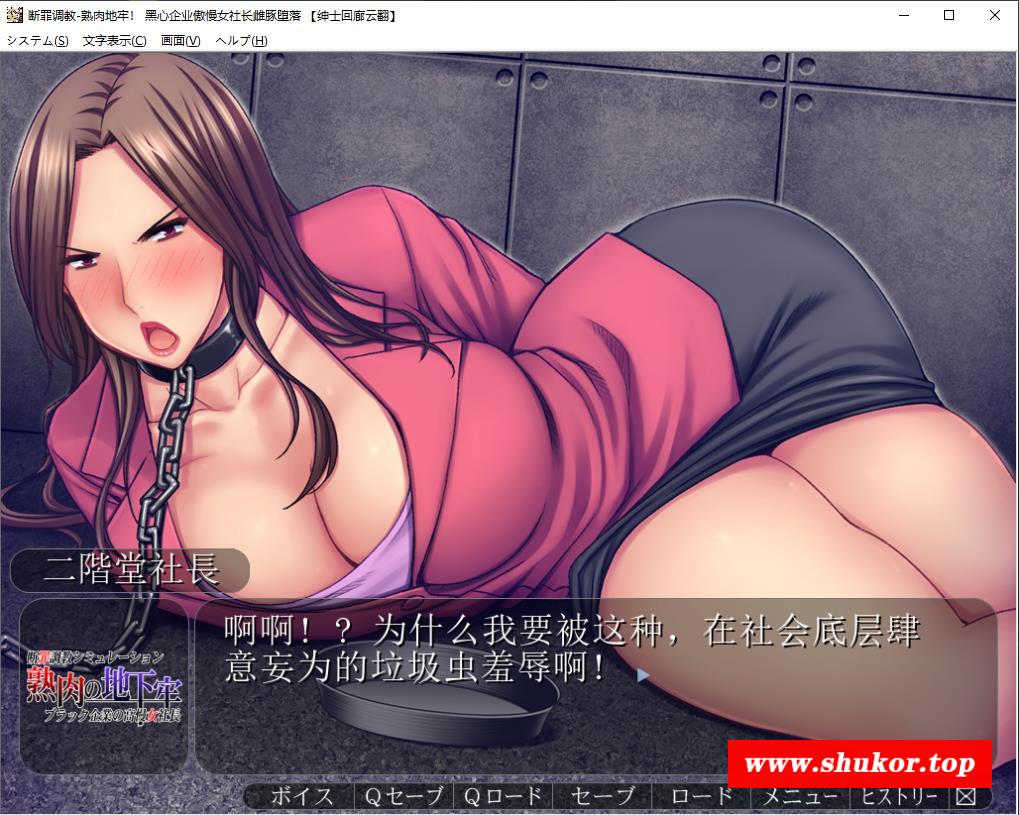 断罪调教-熟肉地牢! 黑心企业傲慢女社长雌豚堕落 【绅士回廊云翻】
システム(S) 文字表示(C) 画面(V) ヘルプ(H)
二階堂社長
啊啊！？为什么我要被这种，在社会底层肆
意妄为的垃圾虫羞辱啊！
断罪調教シミュレーション
熟肉の地下牢
ブラック企業の高慢女社長
www.shukor.top
ボイス Qセーブ Qロード セーブ ロード メニュー ヒストリー